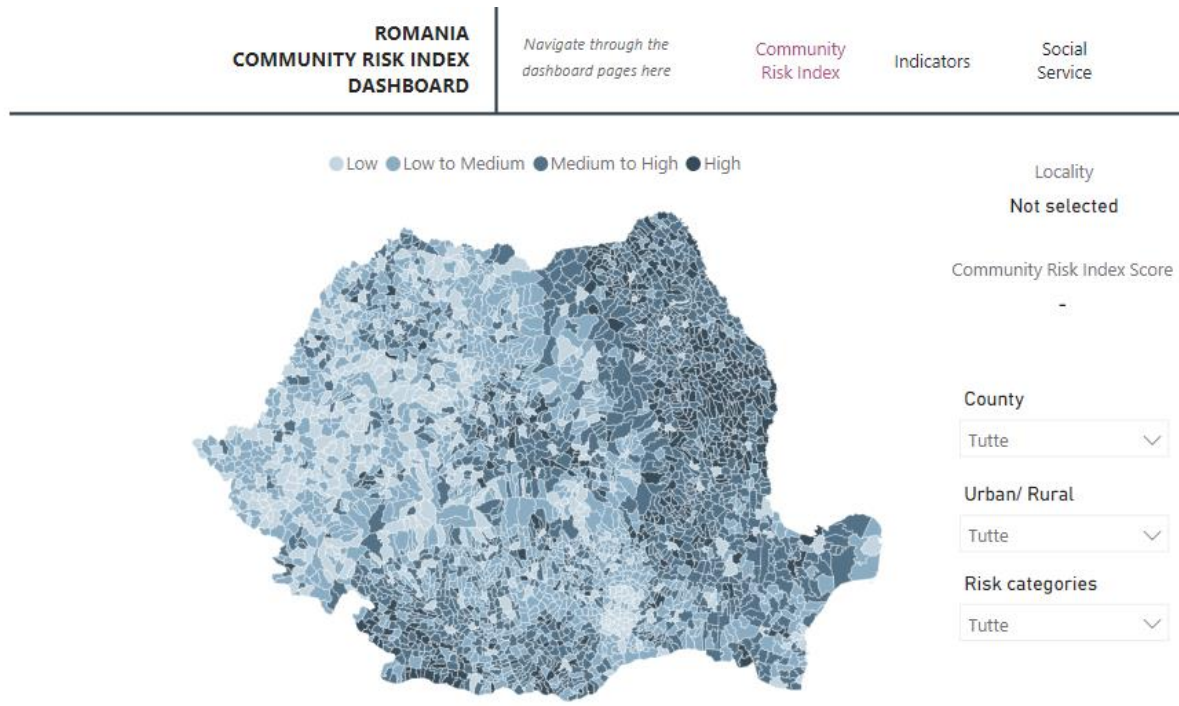 ROMANIA
COMMUNITY RISK INDEX
DASHBOARD
Navigate through the
dashboard pages here
Community
Risk Index
Indicators
Social
Service
Low Low to Medium Medium to High High
Locality
Not selected
Community Risk Index Score
-
County
Tutte
Urban/ Rural
Tutte
Risk categories
Tutte